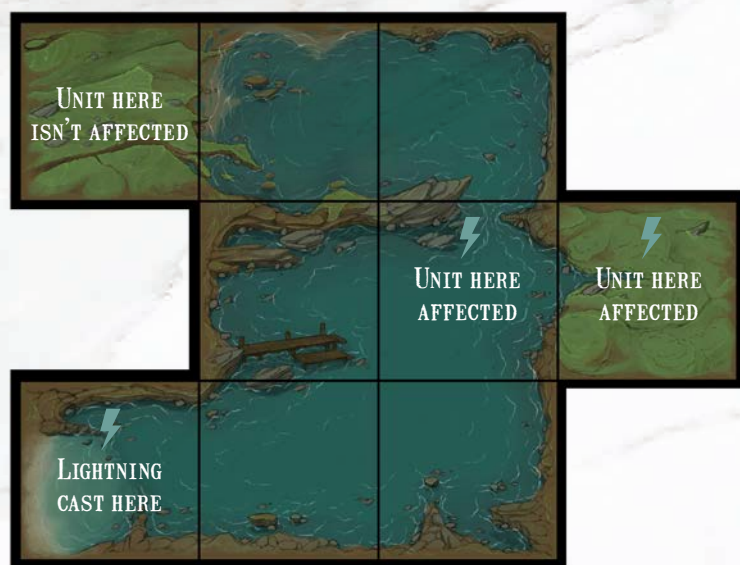 Unit here
isn't affected
Unit here
affected
Unit here
affected
Lightning
cast here